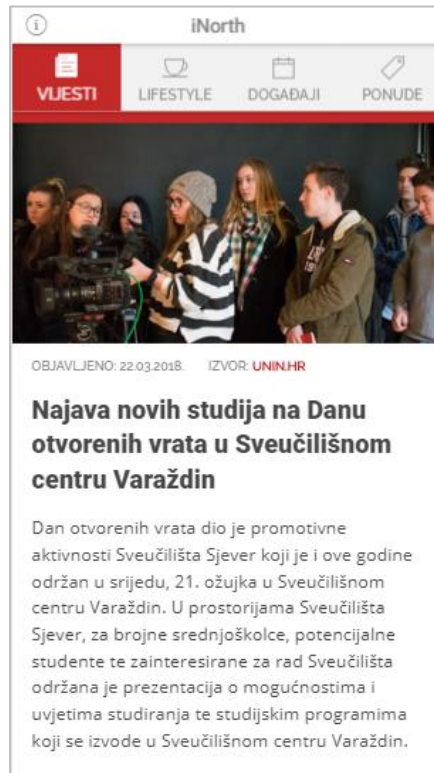 iNorth
VIJESTI LIFESTYLE DOGAĐAJI PONUDE
OBJAVLJENO: 22.03.2018. IZVOR: UNIN.HR
Najava novih studija na Danu
otvorenih vrata u Sveučilišnom
centru Varaždin
Dan otvorenih vrata dio je promotivne
aktivnosti Sveučilišta Sjever koji je i ove godine
održan u srijedu, 21. ožujka u Sveučilišnom
centru Varaždin. U prostorijama Sveučilišta
Sjever, za brojne srednjoškolce, potencijalne
studente te zainteresirane za rad Sveučilišta
održana je prezentacija o mogućnostima i
uvjetima studiranja te studijskim programima
koji se izvode u Sveučilišnom centru Varaždin.